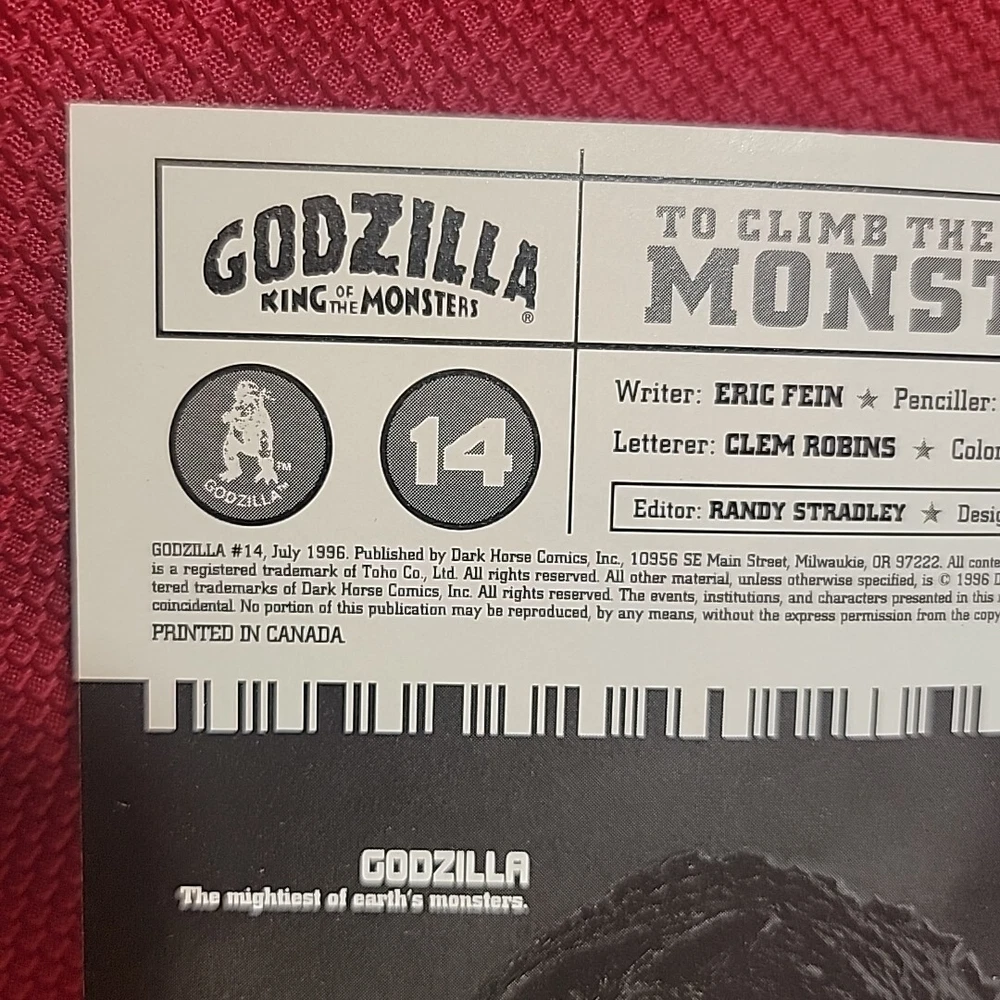 GODZILLA
KING OF THE MONSTERS ®
TO CLIMB THE
MONST
GODZILLA™
TM
14
Writer: ERIC FEIN ★ Penciller:
Letterer: CLEM ROBINS ★ Color
Editor: RANDY STRADLEY ★ Desig
GODZILLA #14, July 1996. Published by Dark Horse Comics, Inc., 10956 SE Main Street, Milwaukie, OR 97222. All conte
is a registered trademark of Toho Co., Ltd. All rights reserved. All other material, unless otherwise specified, is © 1996 D
tered trademarks of Dark Horse Comics, Inc. All rights reserved. The events, institutions, and characters presented in this
coincidental. No portion of this publication may be reproduced, by any means, without the express permission from the copy
PRINTED IN CANADA
GODZILLA
The mightiest of earth's monsters.